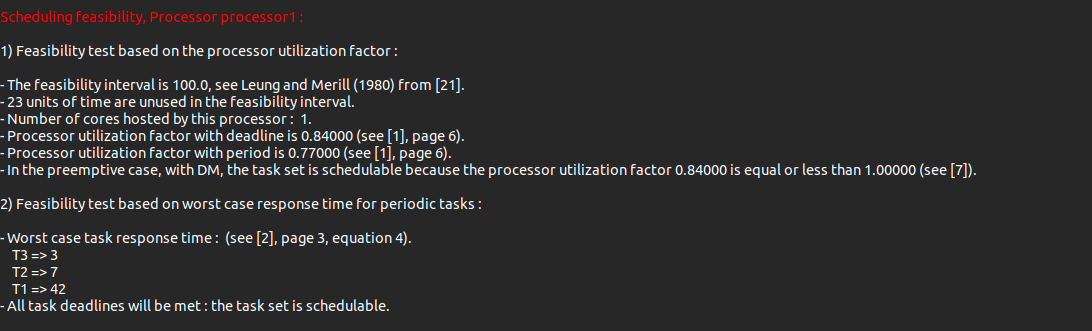 Scheduling feasibility, Processor processor1 :
1) Feasibility test based on the processor utilization factor :
- The feasibility interval is 100.0, see Leung and Merill (1980) from [21].
- 23 units of time are unused in the feasibility interval.
- Number of cores hosted by this processor : 1.
- Processor utilization factor with deadline is 0.84000 (see [1], page 6).
- Processor utilization factor with period is 0.77000 (see [1], page 6).
- In the preemptive case, with DM, the task set is schedulable because the processor utilization factor 0.84000 is equal or less than 1.00000 (see [7]).
2) Feasibility test based on worst case response time for periodic tasks :
- Worst case task response time : (see [2], page 3, equation 4).
T3 => 3
T2 => 7
T1 => 42
- All task deadlines will be met : the task set is schedulable.